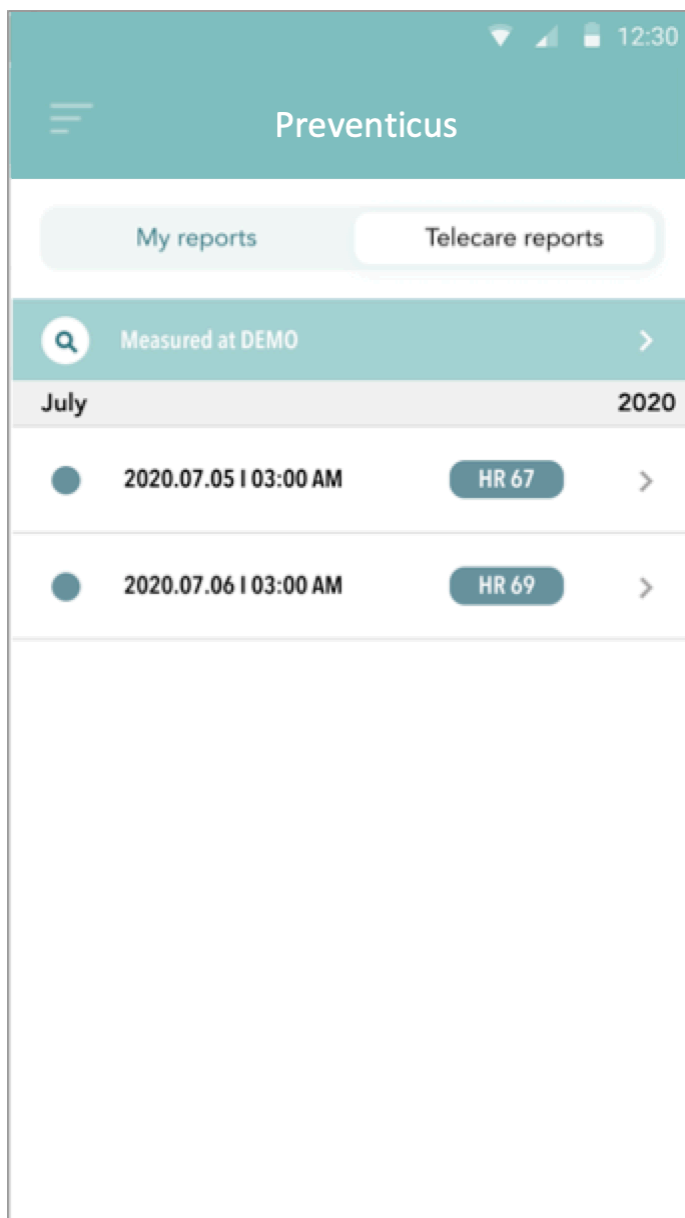 12:30
Preventicus
My reports Telecare reports
Measured at DEMO
July 2020
2020.07.05 I 03:00 AM HR 67
2020.07.06 I 03:00 AM HR 69